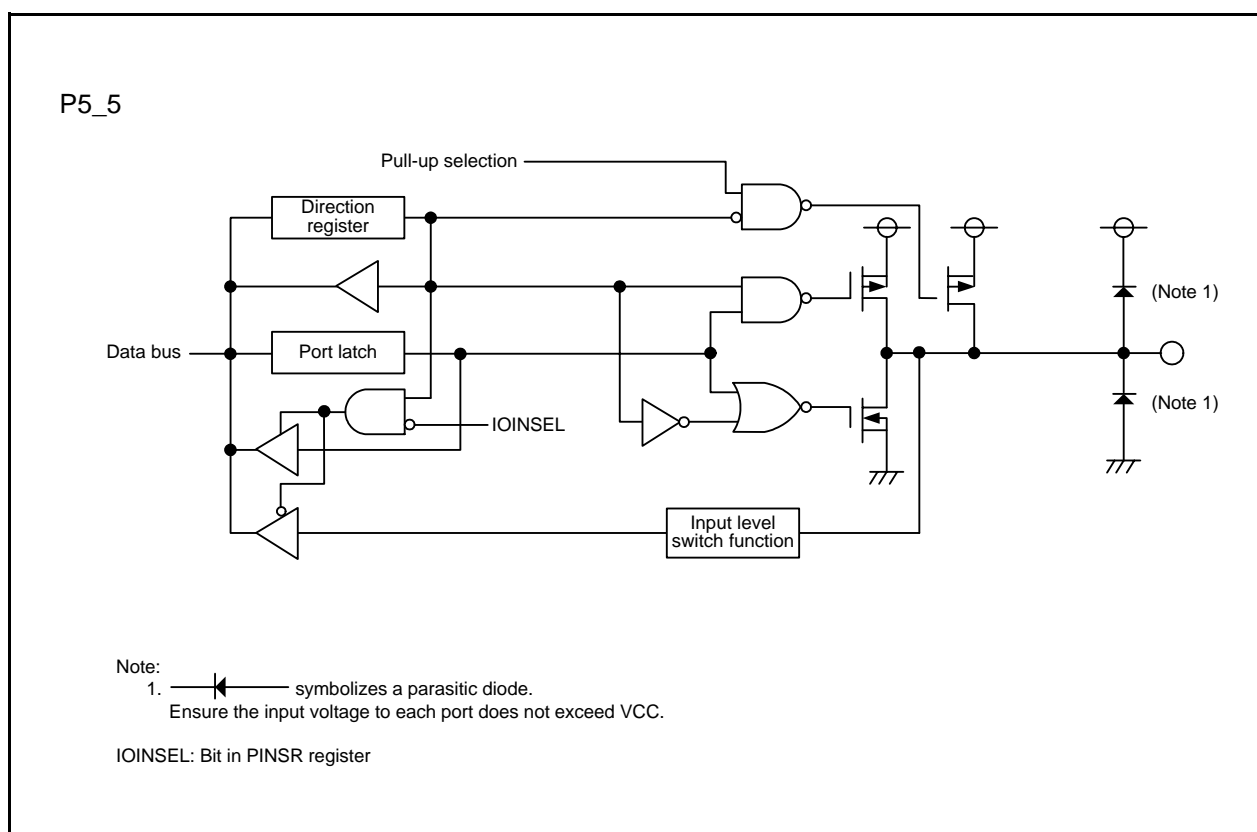 P5_5
Pull-up selection
Direction
register
Data bus
Port latch
IOINSEL
Input level
switch function
(Note 1)
(Note 1)
Note:
1. symbolizes a parasitic diode.
Ensure the input voltage to each port does not exceed VCC.
IOINSEL: Bit in PINSR register